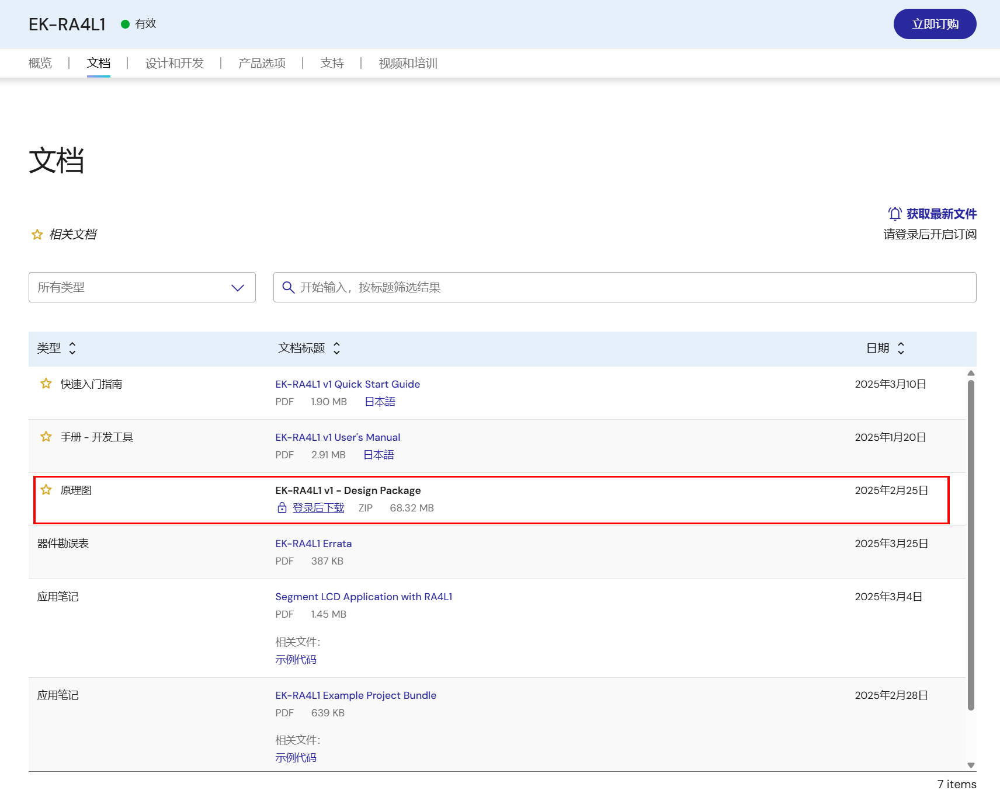 EK-RA4L1 有效 立即订购
概览 | 文档 | 设计和开发 | 产品选项 | 支持 | 视频和培训
文档
获取最新文件
相关文档 请登录后开启订阅
所有类型 开始输入，按标题筛选结果
类型 文档标题 日期
快速入门指南 EK-RA4L1 v1 Quick Start Guide 2025年3月10日
PDF 1.90 MB 日本語
手册 - 开发工具 EK-RA4L1 v1 User's Manual 2025年1月20日
PDF 2.91 MB 日本語
原理图 EK-RA4L1 v1 - Design Package 2025年2月25日
登录后下载 ZIP 68.32 MB
器件勘误表 EK-RA4L1 Errata 2025年3月25日
PDF 387 KB
应用笔记 Segment LCD Application with RA4L1 2025年3月4日
PDF 1.45 MB
相关文件：
示例代码
应用笔记 EK-RA4L1 Example Project Bundle 2025年2月28日
PDF 639 KB
相关文件：
示例代码
7 items